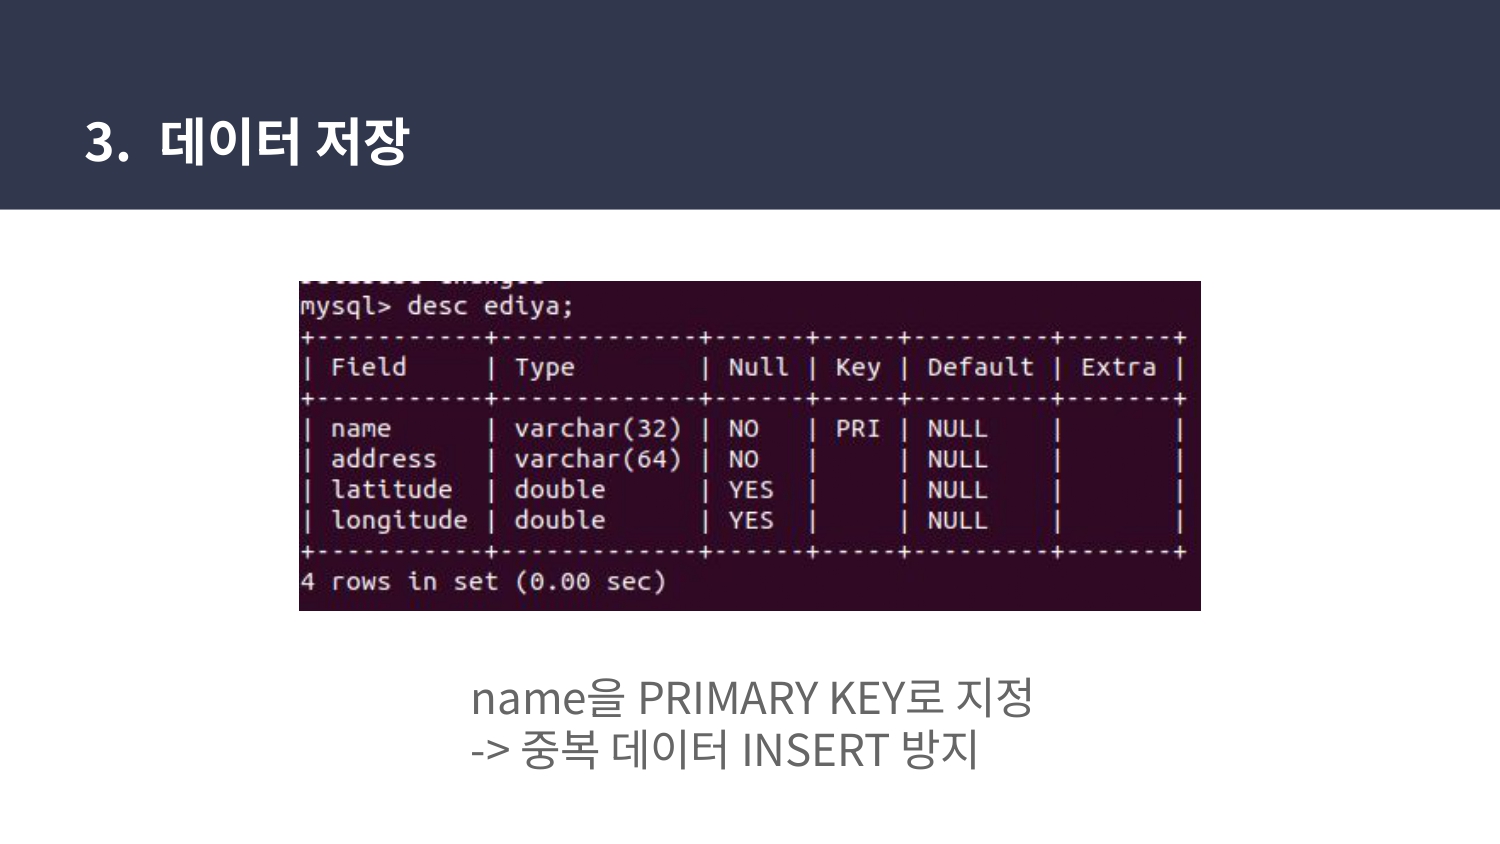 3. 데이터 저장
mysql> desc ediya;
+-----------+-------------+------+-----+---------+-------+
| Field     | Type        | Null | Key | Default | Extra |
+-----------+-------------+------+-----+---------+-------+
| name      | varchar(32) | NO   | PRI | NULL    |       |
| address   | varchar(64) | NO   |     | NULL    |       |
| latitude  | double      | YES  |     | NULL    |       |
| longitude | double      | YES  |     | NULL    |       |
+-----------+-------------+------+-----+---------+-------+
4 rows in set (0.00 sec)
name을 PRIMARY KEY로 지정
-> 중복 데이터 INSERT 방지